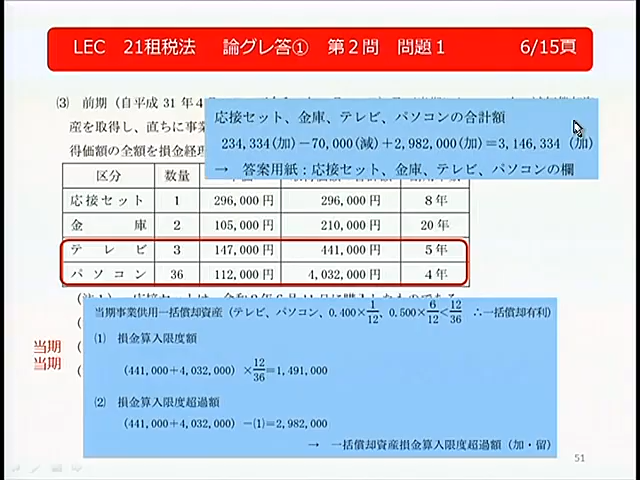 LEC 21租税法 論グレ答① 第2問 問題1 6/15頁
(3) 前期（自平成 31 年 4
応接セット、金庫、テレビ、パソコンの合計額
産を取得し、直ちに事業
234,334(加)－70,000(減)＋2,982,000(加)＝3,146,334 (加)
得価額の全額を損金経理
→ 答案用紙：応接セット、金庫、テレビ、パソコンの欄
区分 数量
応接セット 1 296,000円 296,000円 8年
金庫 2 105,000円 210,000円 20年
テレビ 3 147,000円 441,000円 5年
パソコン 36 112,000円 4,032,000円 4年
当期事業供用一括償却資産（テレビ、パソコン、0.400×1/12、0.500×6/12＜12/36 ∴一括償却有利）
(1) 損金算入限度額
当期
(441,000＋4,032,000) ×12/36＝1,491,000
当期
(2) 損金算入限度超過額
(441,000＋4,032,000) －(1)＝2,982,000
→ 一括償却資産損金算入限度超過額（加・留）
51